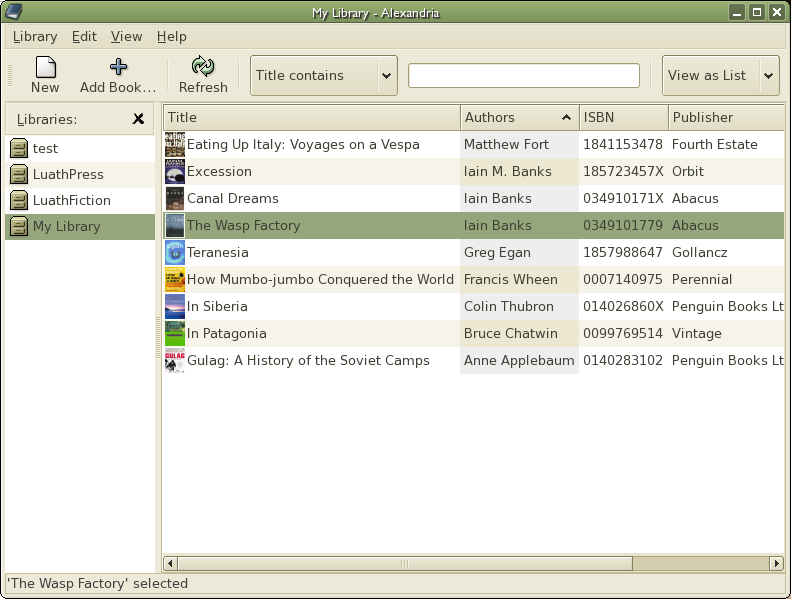 My Library - Alexandria
Library Edit View Help
New Add Book... Refresh Title contains View as List
Libraries:
test
LuathPress
LuathFiction
My Library
Title Authors ISBN Publisher
Eating Up Italy: Voyages on a Vespa Matthew Fort 1841153478 Fourth Estate
Excession Iain M. Banks 185723457X Orbit
Canal Dreams Iain Banks 034910171X Abacus
The Wasp Factory Iain Banks 0349101779 Abacus
Teranesia Greg Egan 1857988647 Gollancz
How Mumbo-jumbo Conquered the World Francis Wheen 0007140975 Perennial
In Siberia Colin Thubron 014026860X Penguin Books Lt
In Patagonia Bruce Chatwin 0099769514 Vintage
Gulag: A History of the Soviet Camps Anne Applebaum 0140283102 Penguin Books Lt
'The Wasp Factory' selected